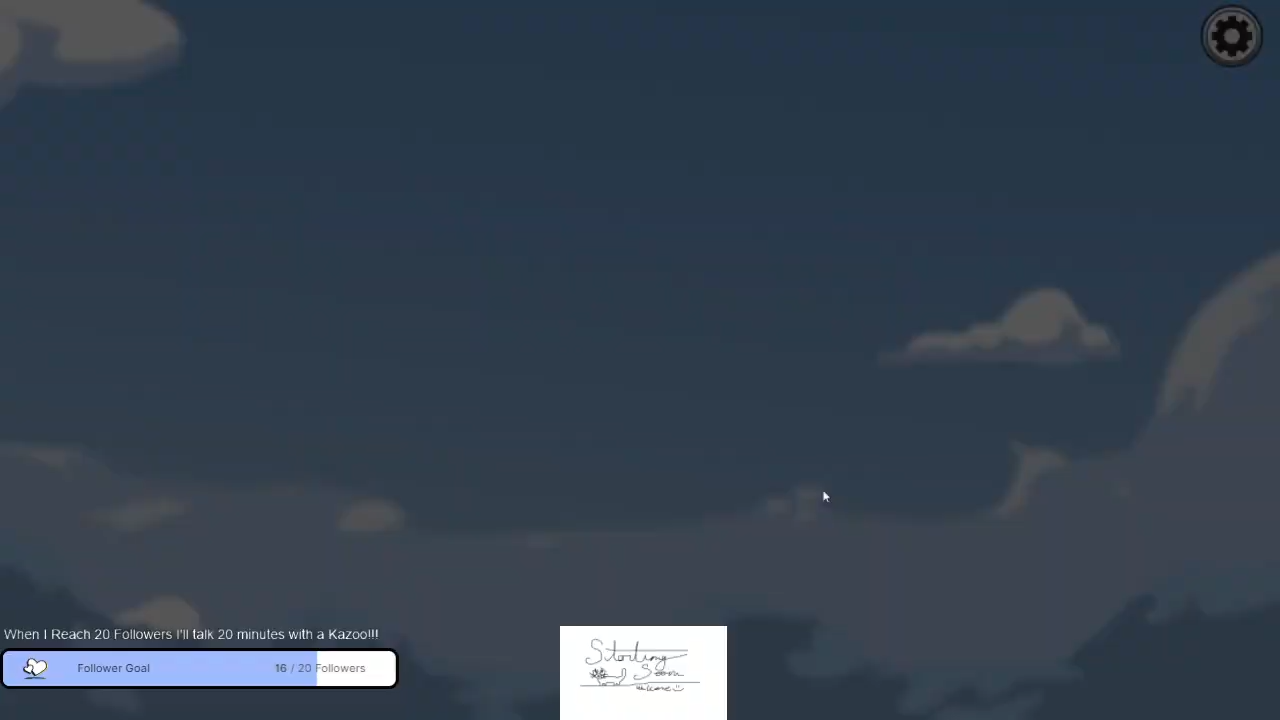 When I Reach 20 Followers I'll talk 20 minutes with a Kazoo!!!
Follower Goal 16 / 20 Followers
Starting
Soon